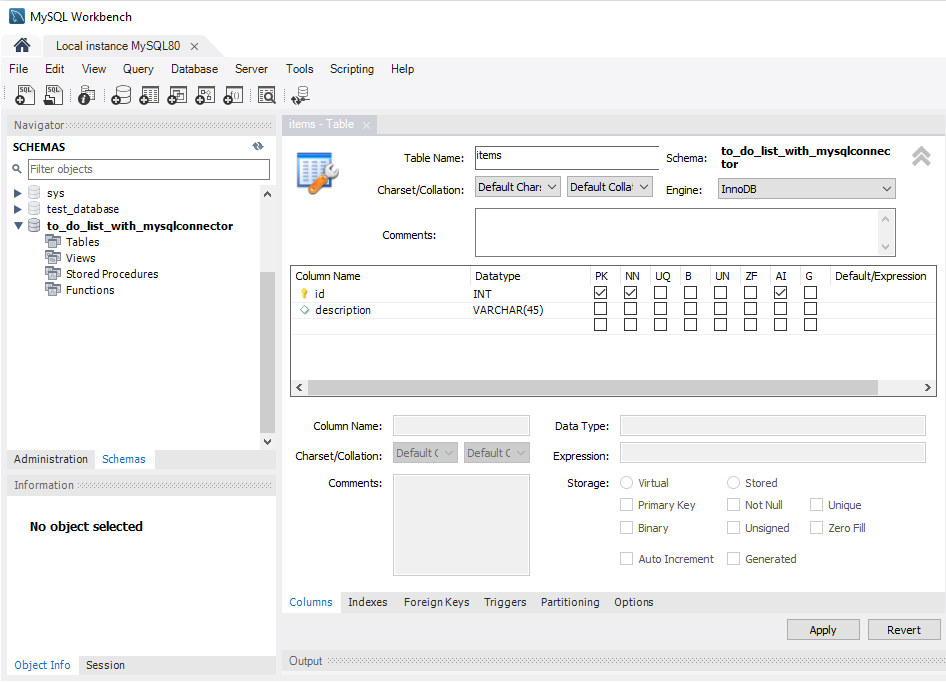 MySQL Workbench
Local instance MySQL80
File Edit View Query Database Server Tools Scripting Help
Navigator
SCHEMAS
Filter objects
sys
test_database
to_do_list_with_mysqlconnector
Tables
Views
Stored Procedures
Functions
Administration Schemas
Information
No object selected
Object Info Session
items - Table
Table Name: items Schema: to_do_list_with_mysqlconnec
tor
Charset/Collation: Default Chars Default Collat Engine: InnoDB
Comments:
Column Name Datatype PK NN UQ B UN ZF AI G Default/Expression
id INT
description VARCHAR(45)
Column Name: Data Type:
Charset/Collation: Default C Default C Expression:
Comments: Storage: Virtual Stored
Primary Key Not Null Unique
Binary Unsigned Zero Fill
Auto Increment Generated
Columns Indexes Foreign Keys Triggers Partitioning Options
Apply Revert
Output